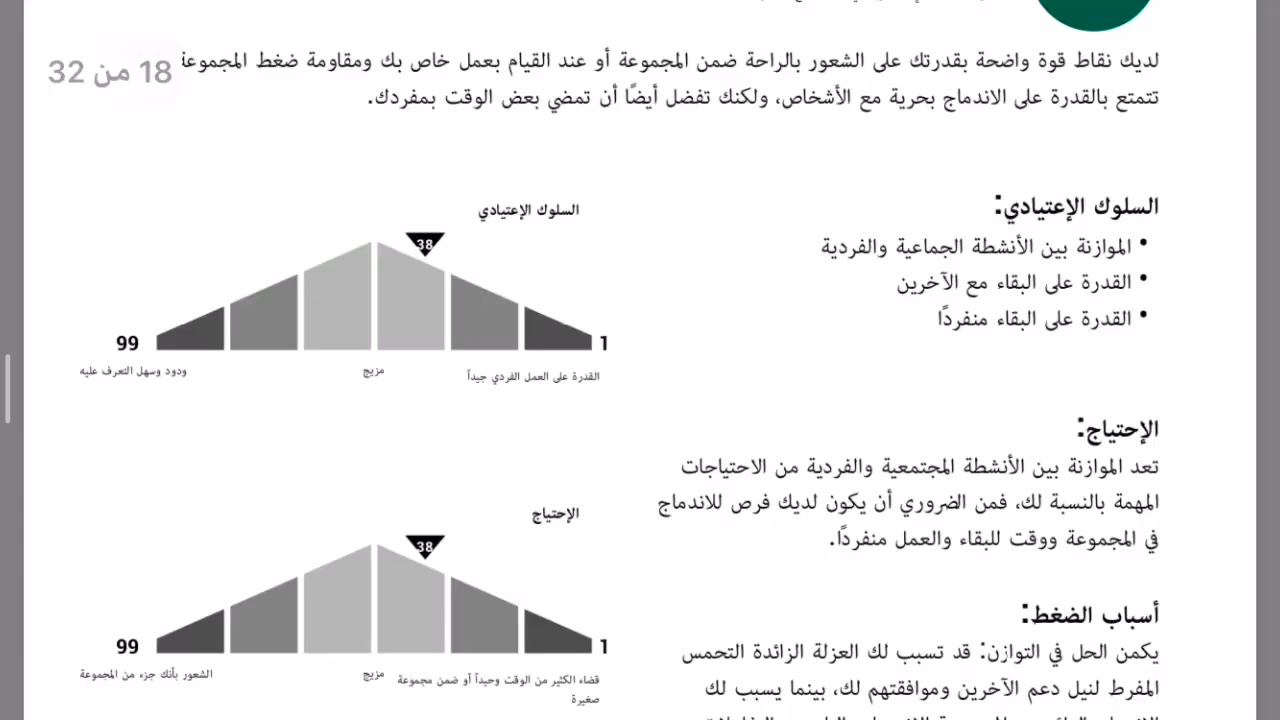 18 من 32
لديك نقاط قوة واضحة بقدرتك على الشعور بالراحة ضمن المجموعة أو عند القيام بعمل خاص بك ومقاومة ضغط المجموعة
تتمتع بالقدرة على الاندماج بحرية مع الأشخاص، ولكنك تفضل أيضًا أن تمضي بعض الوقت بمفردك.
السلوك الإعتيادي:
• الموازنة بين الأنشطة الجماعية والفردية
• القدرة على البقاء مع الآخرين
• القدرة على البقاء منفردًا
السلوك الإعتيادي
38
1
99
القدرة على العمل الفردي جيداً
مزيج
ودود وسهل التعرف عليه
الإحتياج:
تعد الموازنة بين الأنشطة المجتمعية والفردية من الاحتياجات
المهمة بالنسبة لك، فمن الضروري أن يكون لديك فرص للاندماج
في المجموعة ووقت للبقاء والعمل منفردًا.
الإحتياج
38
1
99
قضاء الكثير من الوقت وحيداً أو ضمن مجموعة
صغيرة
مزيج
الشعور بأنك جزء من المجموعة
أسباب الضغط:
يكمن الحل في التوازن: قد تسبب لك العزلة الزائدة التحمس
المفرط لنيل دعم الآخرين وموافقتهم لك، بينما يسبب لك